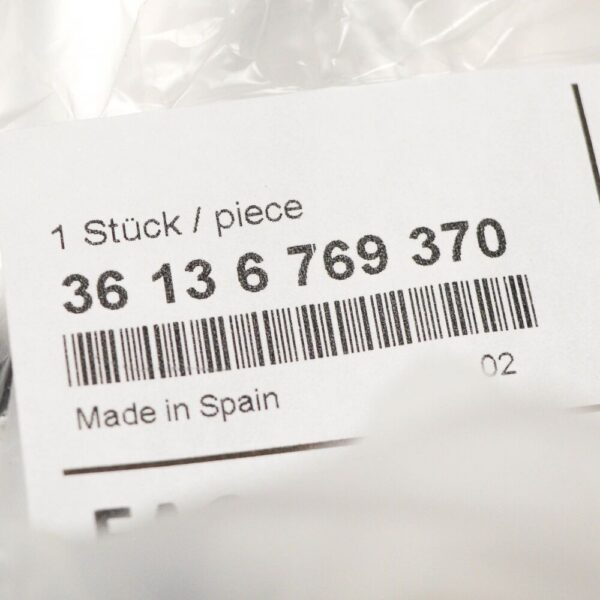 1 Stück / piece
36 13 6 769 370
Made in Spain
02